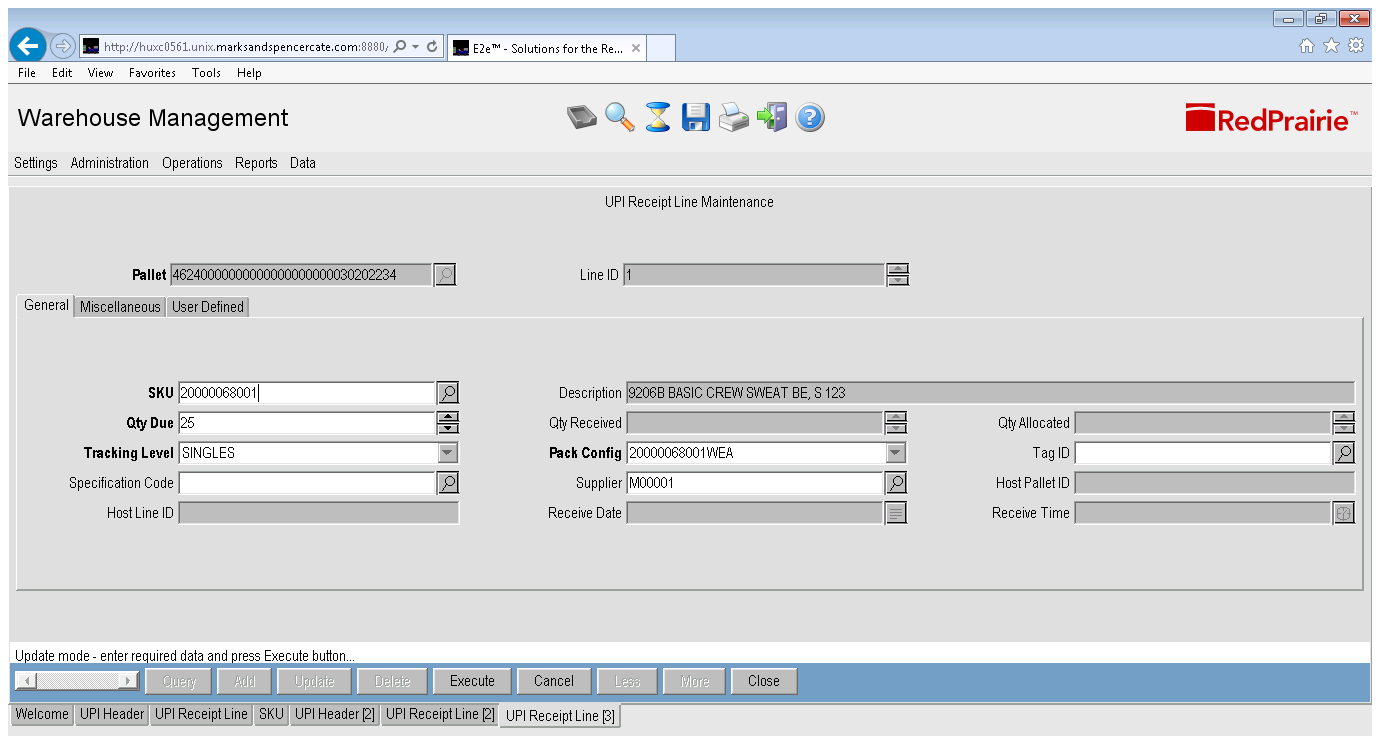 http://huxc0561.unix.marksandspencercate.com:8880/
E2e™ - Solutions for the Re...
File Edit View Favorites Tools Help
Warehouse Management
RedPrairie™
Settings Administration Operations Reports Data
UPI Receipt Line Maintenance
Line ID 1
General Miscellaneous User Defined
SKU 20000068001 Description 9206B BASIC CREW SWEAT BE, S 123
Qty Due 25 Qty Received Qty Allocated
Tracking Level SINGLES Pack Config 20000068001WEA Tag ID
Specification Code Supplier M00001 Host Pallet ID
Host Line ID Receive Date Receive Time
Update mode - enter required data and press Execute button...
Query Add Update Delete Execute Cancel Less More Close
Welcome UPI Header UPI Receipt Line SKU UPI Header [2] UPI Receipt Line [2] UPI Receipt Line [3]